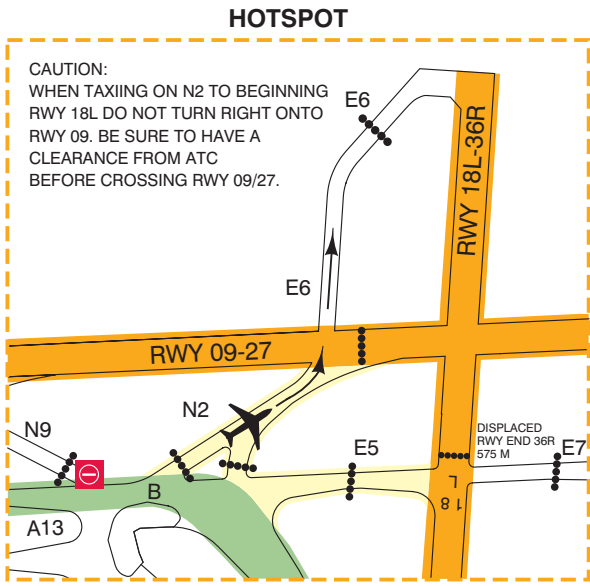 HOTSPOT
CAUTION:
WHEN TAXIING ON N2 TO BEGINNING
RWY 18L DO NOT TURN RIGHT ONTO
RWY 09. BE SURE TO HAVE A
CLEARANCE FROM ATC
BEFORE CROSSING RWY 09/27.
E6
RWY 18L-36R
E6
RWY 09-27
N2
N9
DISPLACED
RWY END 36R
575 M
E5
E7
B
L
18
A13